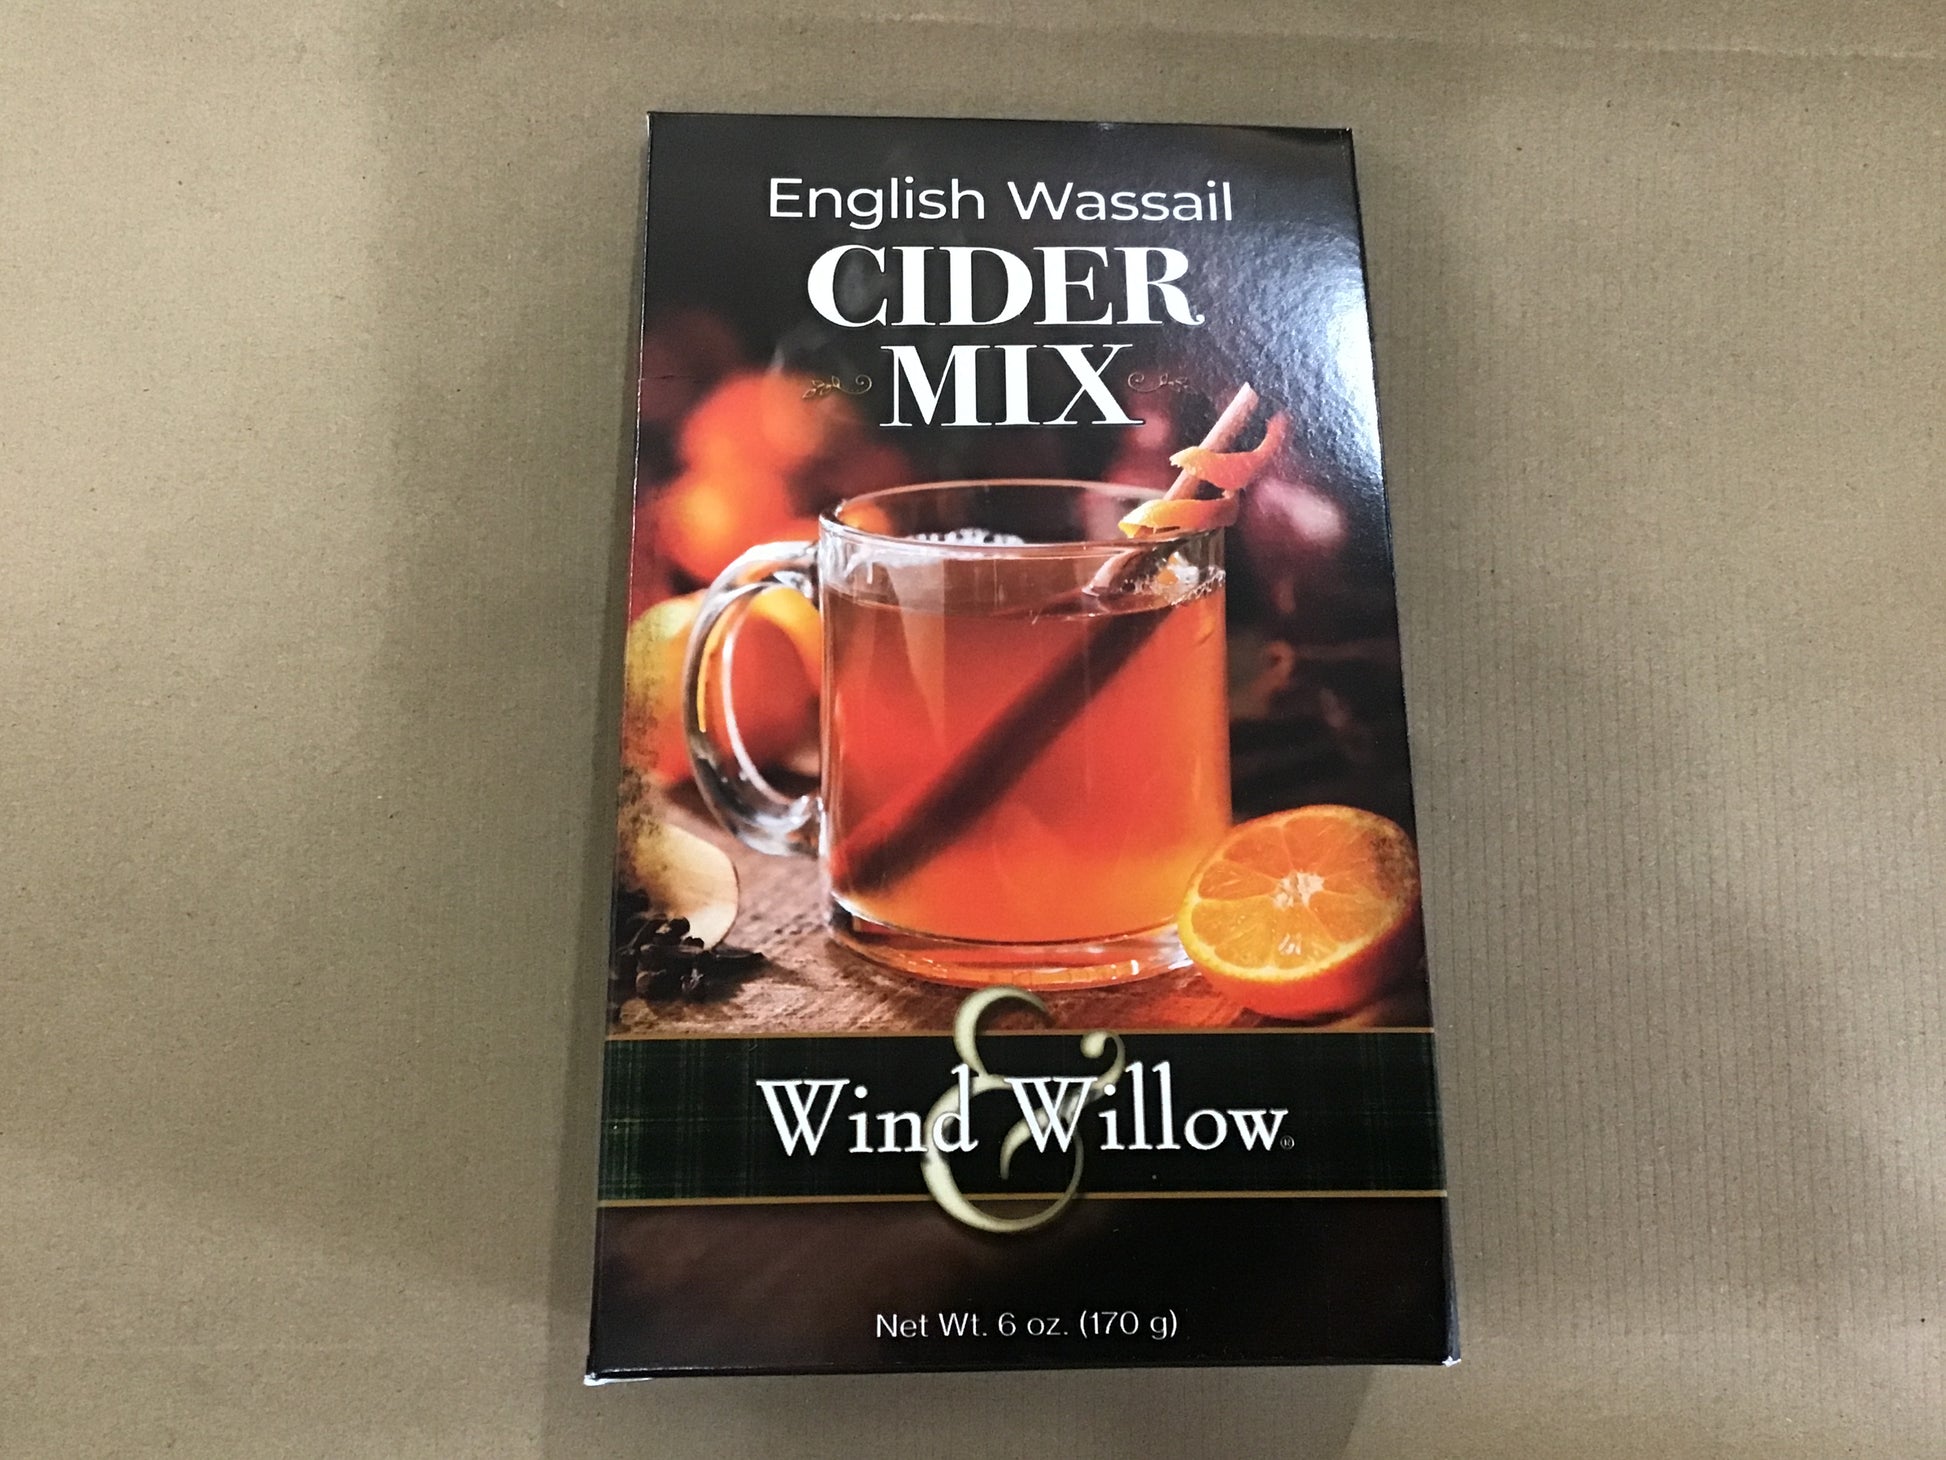 English Wassail
CIDER
MIX
Wind & Willow®
Net Wt. 6 oz. (170 g)